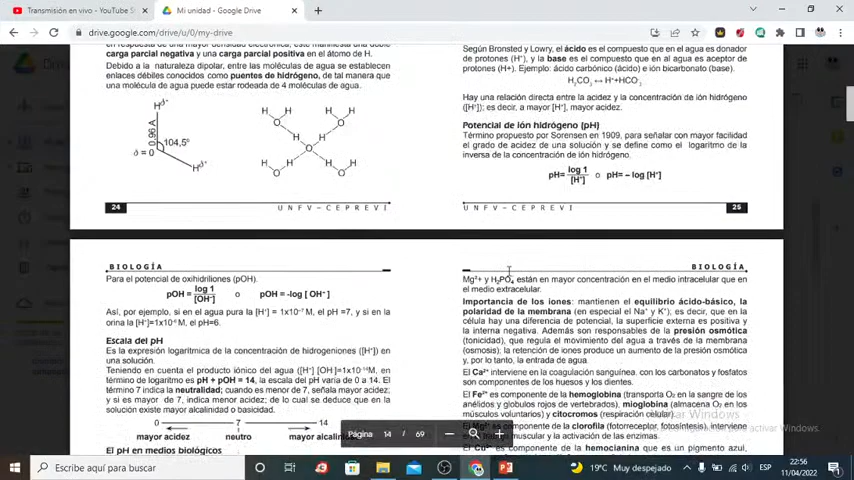 Transmisión en vivo - YouTube St
Mi unidad - Google Drive
drive.google.com/drive/u/0/my-drive
carga parcial negativa y una carga parcial positiva en el átomo de H.
Debido a la naturaleza dipolar, entre las moléculas de agua se establecen
enlaces débiles conocidos como puentes de hidrógeno, de tal manera que
una molécula de agua puede estar rodeada de 4 moléculas de agua.
Hᵟ⁺
0,96 A
104,5°
∂ = 0
Hᵟ⁺
H H
O O
H H
O
H H
O O
24
UNFV–CEPREVI
Según Bronsted y Lowry, el ácido es el compuesto que en el agua es donador
de protones (H⁺), y la base es el compuesto que en el agua es aceptor de
protones (H+). Ejemplo: ácido carbónico (ácido) e ión bicarbonato (base).
H₂CO₃ ↔ H⁺+HCO⁻₃
Hay una relación directa entre la acidez y la concentración de ión hidrógeno
([H⁺]); es decir, a mayor [H⁺], mayor acidez.
Potencial de ión hidrógeno (pH)
Término propuesto por Sorensen en 1909, para señalar con mayor facilidad
el grado de acidez de una solución y se define como el logaritmo de la
inversa de la concentración de ión hidrógeno.
pH= log 1 / [H⁺] o pH= – log [H⁺]
UNFV–CEPREVI
25
BIOLOGÍA
Para el potencial de oxihidriliones (pOH).
pOH = log 1 / [OH⁻] o pOH = -log [ OH⁻ ]
Así, por ejemplo, si en el agua pura la [H⁺] = 1x10⁻⁷ M, el pH =7, y si en la
orina la [H⁺]=1x10⁻⁶ M, el pH=6.
Escala del pH
Es la expresión logarítmica de la concentración de hidrogeniones ([H⁺]) en
una solución.
Teniendo en cuenta el producto iónico del agua ([H⁺] [OH⁻]=1x10⁻¹⁴M, en
término de logaritmo es pH + pOH = 14, la escala del pH varia de 0 a 14. El
término 7 indica la neutralidad; cuando es menor de 7, señala mayor acidez;
y si es mayor de 7, indica menor acidez; de lo cual se deduce que en la
solución existe mayor alcalinidad o basicidad.
0 7 14
mayor acidez neutro mayor alcalini
El pH en medios biológicos
BIOLOGÍA
Mg²+ y H₂PO₄ están en mayor concentración en el medio intracelular que en
el medio extracelular.
Importancia de los iones: mantienen el equilibrio ácido-básico, la
polaridad de la membrana (en especial el Na⁺ y K⁺), es decir, que en la
célula hay una diferencia de potencial, la superficie externa es positiva y
la interna negativa. Además son responsables de la presión osmótica
(tonicidad), que regula el movimiento del agua a través de la membrana
(osmosis), la retención de iones produce un aumento de la presión osmótica
y, por lo tanto, la entrada de agua
El Ca²⁺ interviene en la coagulación sanguínea, con los carbonatos y fosfatos
son componentes de los huesos y los dientes.
El Fe²⁺ es componente de la hemoglobina (transporta O₂ en la sangre de los
anélidos y glóbulos rojos de vertebrados), mioglobina (almacena O₂ en los
músculos voluntarios) y citocromos (respiración celular).
El Mg²⁺ es componente de la clorofila (fotorreceptor, fotosíntesis), interviene
muscular y la activación de las enzimas.
El Cu²⁺ es componente de la hemocianina que es un pigmento azul,
Activar Windows
activar Windows.
Página 14 / 69
Escribe aquí para buscar
19°C Muy despejado
ESP
22:56
11/04/2022